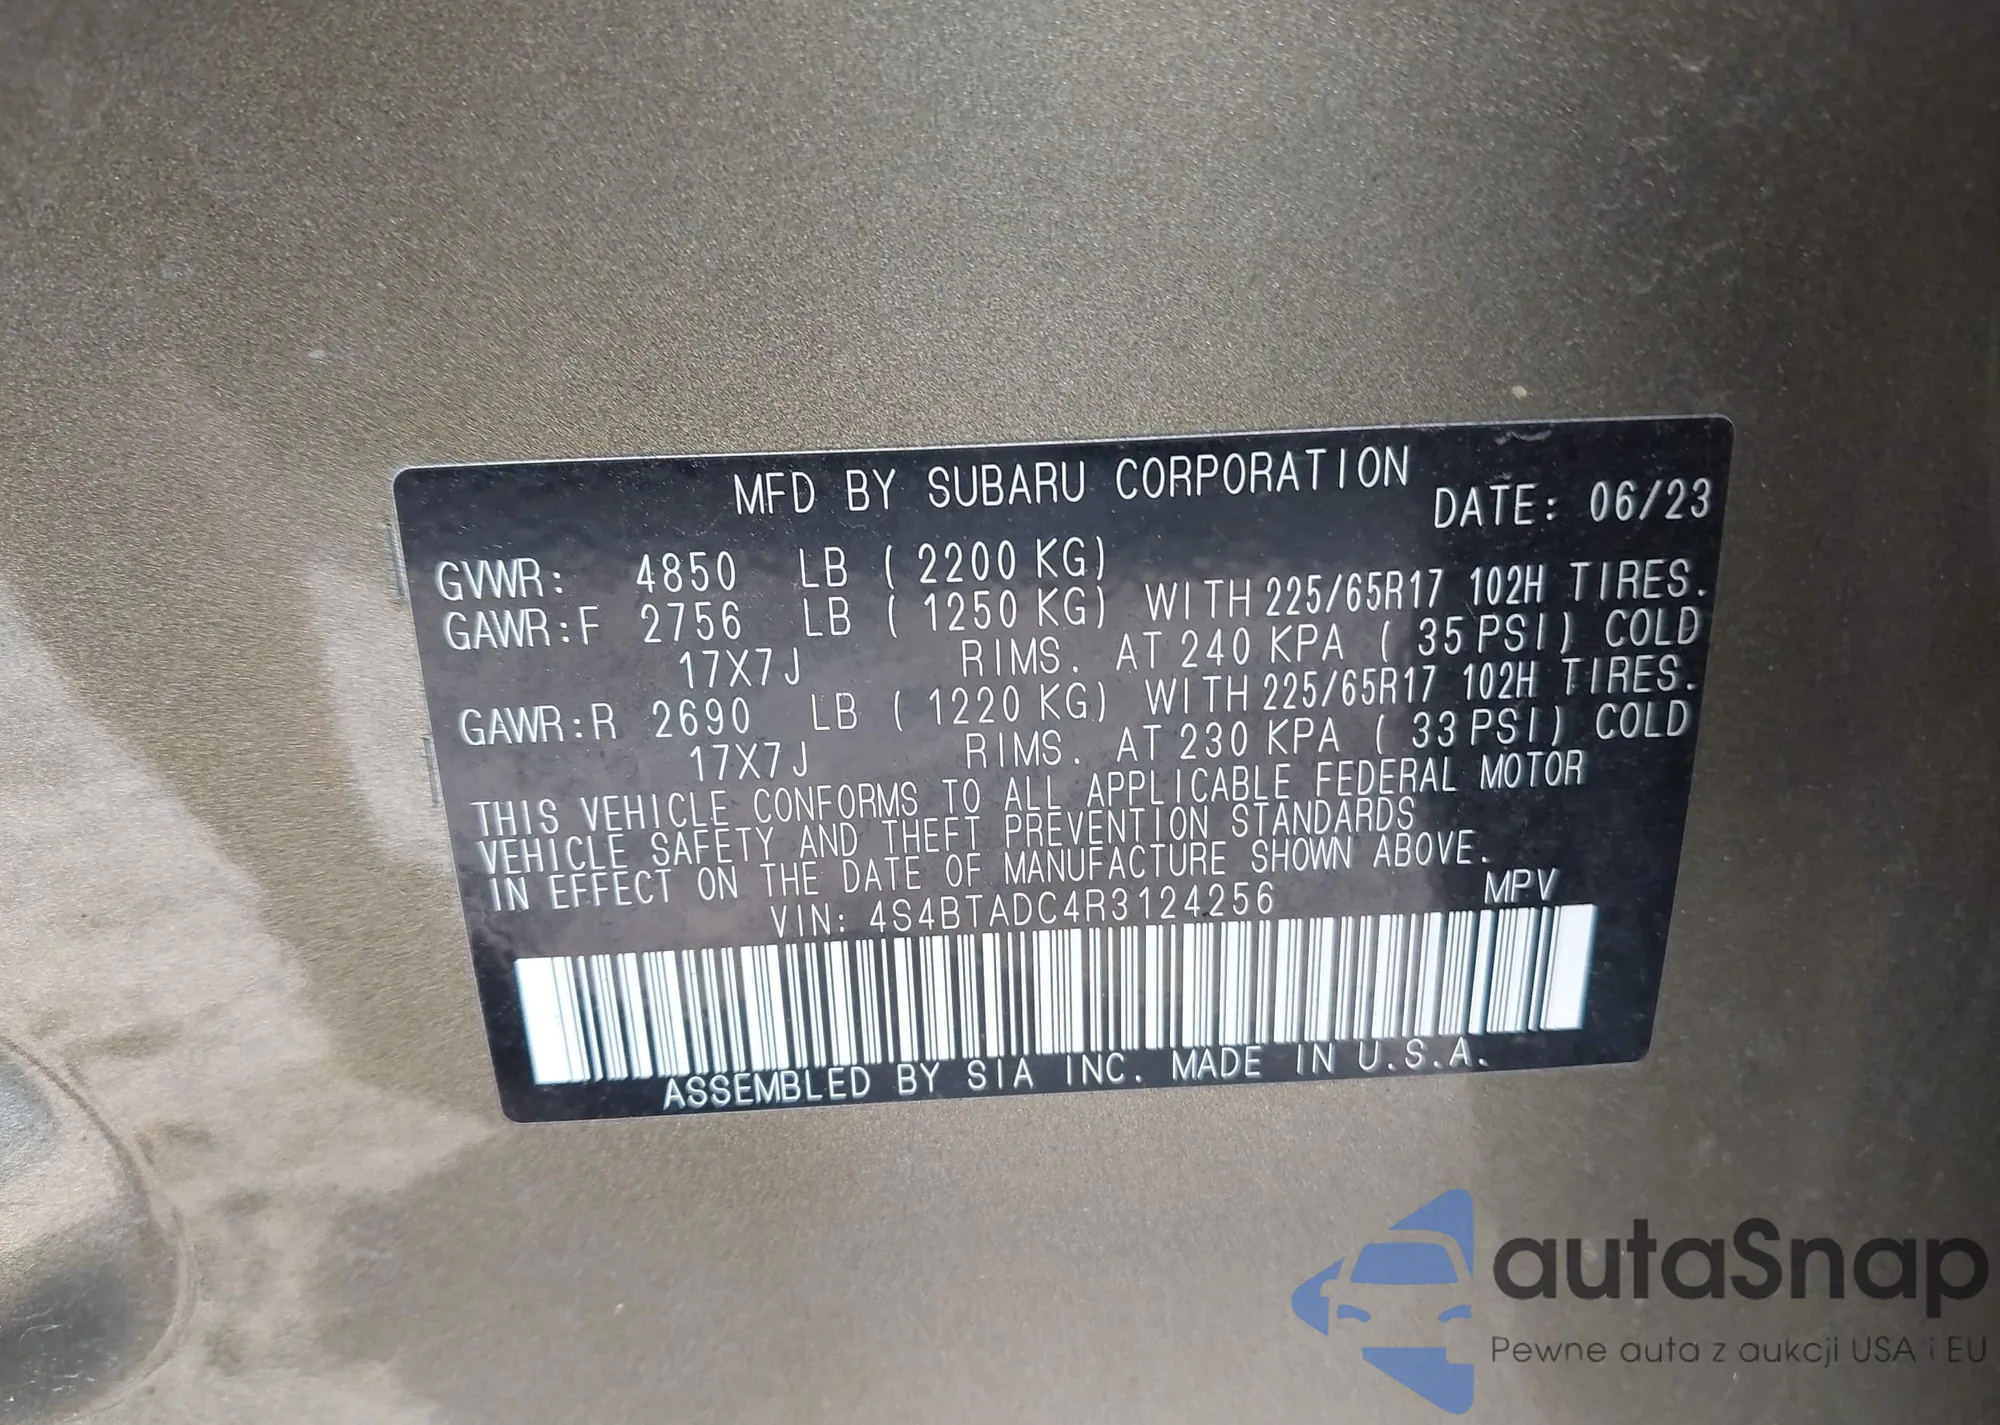 MFD BY SUBARU CORPORATION DATE: 06/23
GVWR: 4850 LB ( 2200 KG)
GAWR:F 2756 LB ( 1250 KG) WITH 225/65R17 102H TIRES.
17X7J RIMS. AT 240 KPA ( 35 PSI) COLD
GAWR:R 2690 LB ( 1220 KG) WITH 225/65R17 102H TIRES.
17X7J RIMS. AT 230 KPA ( 33 PSI) COLD
THIS VEHICLE CONFORMS TO ALL APPLICABLE FEDERAL MOTOR
VEHICLE SAFETY AND THEFT PREVENTION STANDARDS
IN EFFECT ON THE DATE OF MANUFACTURE SHOWN ABOVE.
VIN: 4S4BTADC4R3124256 MPV
ASSEMBLED BY SIA INC. MADE IN U.S.A.
autaSnap
Pewne auta z aukcji USA i EU